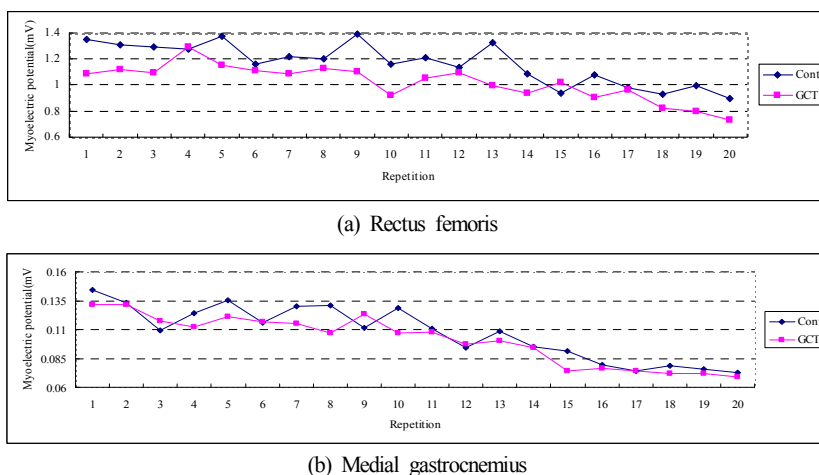 1.4
1.2
1
0.8
0.6
Myoelectric potential(mV)
1 2 3 4 5 6 7 8 9 10 11 12 13 14 15 16 17 18 19 20
Repetition
Cont
GCT
(a) Rectus femoris
0.16
0.135
0.11
0.085
0.06
Myoelectric potential(mV
1 2 3 4 5 6 7 8 9 10 11 12 13 14 15 16 17 18 19 20
Repetition
Cont
GCT
(b) Medial gastrocnemius